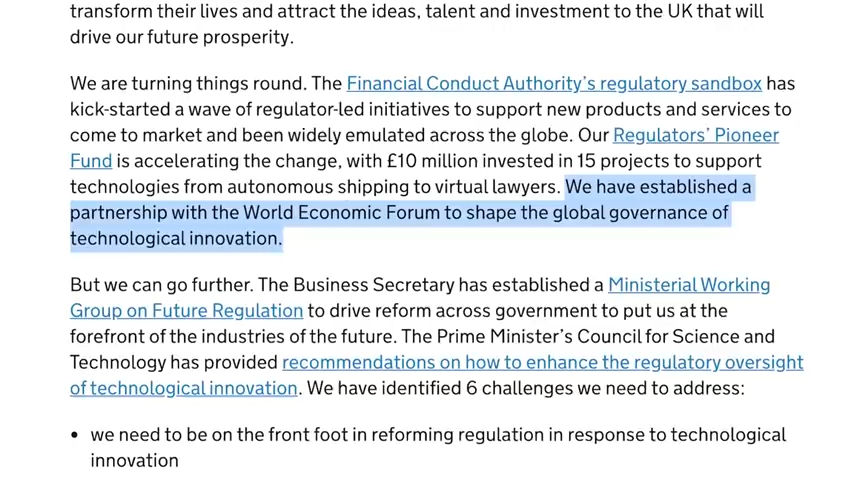 transform their lives and attract the ideas, talent and investment to the UK that will
drive our future prosperity.
We are turning things round. The Financial Conduct Authority's regulatory sandbox has
kick-started a wave of regulator-led initiatives to support new products and services to
come to market and been widely emulated across the globe. Our Regulators' Pioneer
Fund is accelerating the change, with £10 million invested in 15 projects to support
technologies from autonomous shipping to virtual lawyers. We have established a
partnership with the World Economic Forum to shape the global governance of
technological innovation.
But we can go further. The Business Secretary has established a Ministerial Working
Group on Future Regulation to drive reform across government to put us at the
forefront of the industries of the future. The Prime Minister's Council for Science and
Technology has provided recommendations on how to enhance the regulatory oversight
of technological innovation. We have identified 6 challenges we need to address:
• we need to be on the front foot in reforming regulation in response to technological
innovation